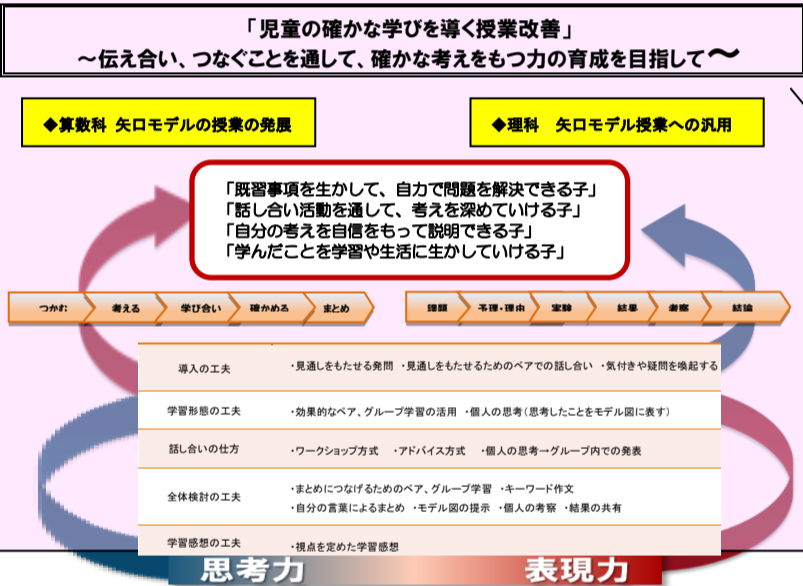 「児童の確かな学びを導く授業改善」
~伝え合い、つなぐことを通して、確かな考えをもつ力の育成を目指して~
◆算数科 矢口モデルの授業の発展
◆理科 矢口モデル授業への汎用
「既習事項を生かして、自力で問題を解決できる子」
「話し合い活動を通して、考えを深めていける子」
「自分の考えを自信をもって説明できる子」
「学んだことを学習や生活に生かしていける子」
つかむ 考える 学び合い 確かめる まとめ
課題 予理・理由 実験 結果 考察 結論
導入の工夫 ・見通しをもたせる発問 ・見通しをもたせるためのペアでの話し合い ・気付きや疑問を喚起する
学習形態の工夫 ・効果的なペア、グループ学習の活用 ・個人の思考(思考したことをモデル図に表す)
話し合いの仕方 ・ワークショップ方式 ・アドバイス方式 ・個人の思考→グループ内での発表
全体検討の工夫 ・まとめにつなげるためのペア、グループ学習 ・キーワード作文
・自分の言葉によるまとめ ・モデル図の提示 ・個人の考察 ・結果の共有
学習感想の工夫 ・視点を定めた学習感想
思考力 表現力